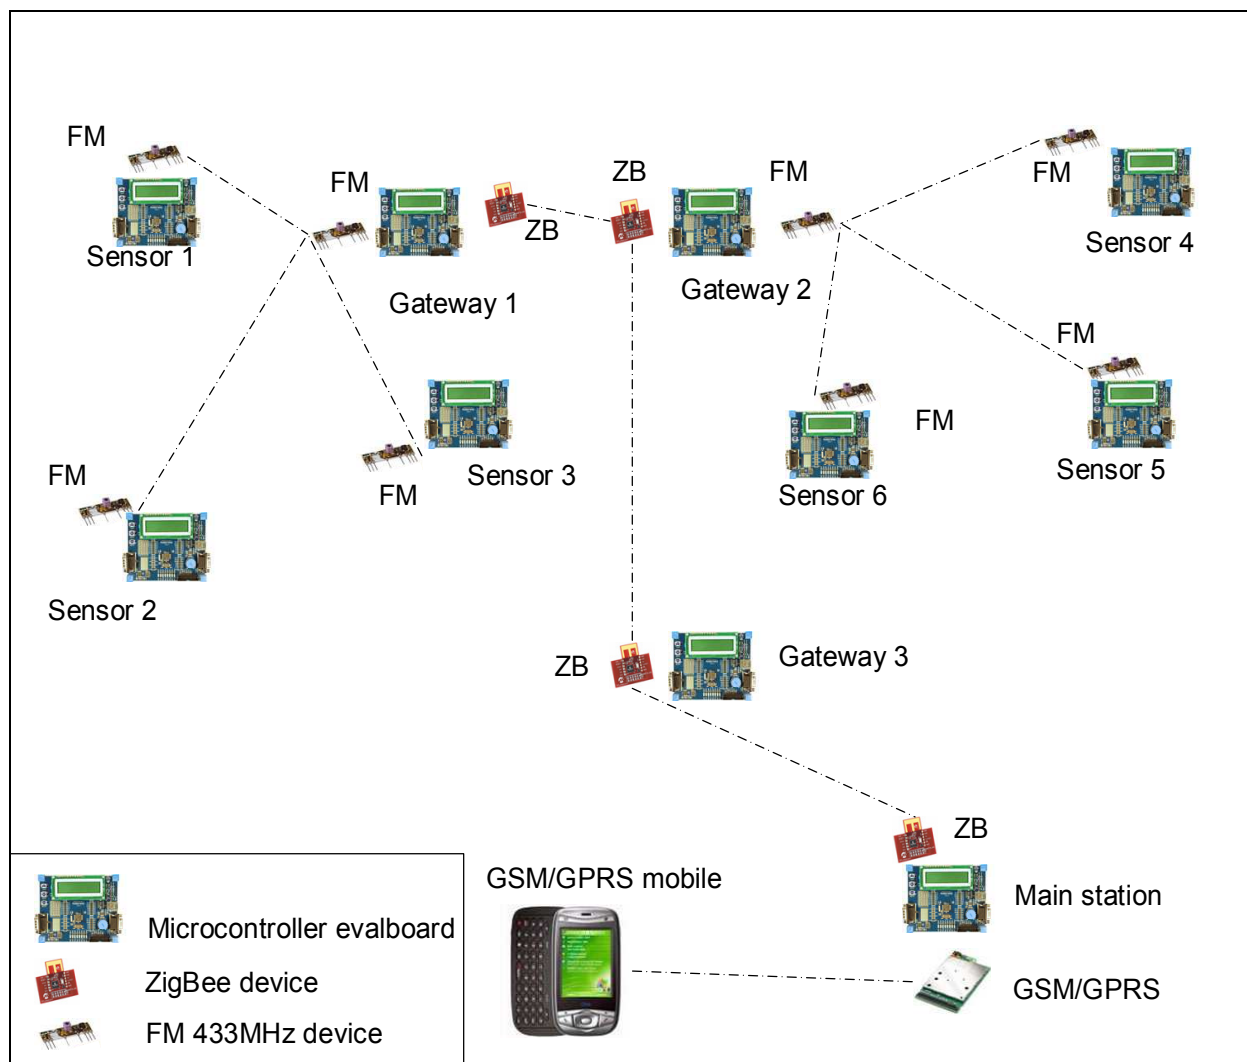 FM
FM
ZB
FM
FM
Sensor 1
ZB
Sensor 4
Gateway 1
Gateway 2
FM
FM
Sensor 3
Sensor 5
FM
FM
Sensor 6
Sensor 2
ZB
Gateway 3
ZB
GSM/GPRS mobile
Main station
GSM/GPRS
Microcontroller evalboard
ZigBee device
FM 433MHz device